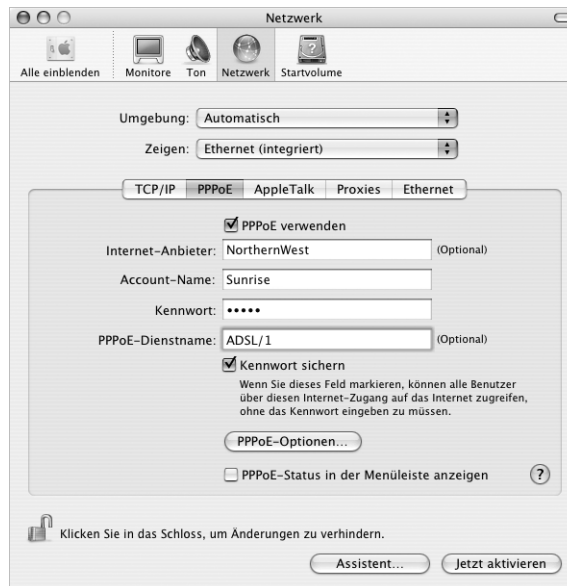 Netzwerk
Alle einblenden Monitore Ton Netzwerk Startvolume
Umgebung: Automatisch
Zeigen: Ethernet (integriert)
TCP/IP PPPoE AppleTalk Proxies Ethernet
PPPoE verwenden
Internet-Anbieter: NorthernWest (Optional)
Account-Name: Sunrise
Kennwort: •••••
PPPoE-Dienstname: ADSL/1 (Optional)
Kennwort sichern
Wenn Sie dieses Feld markieren, können alle Benutzer
über diesen Internet-Zugang auf das Internet zugreifen,
ohne das Kennwort eingeben zu müssen.
PPPoE-Optionen...
PPPoE-Status in der Menüleiste anzeigen ?
Klicken Sie in das Schloss, um Änderungen zu verhindern.
Assistent... Jetzt aktivieren